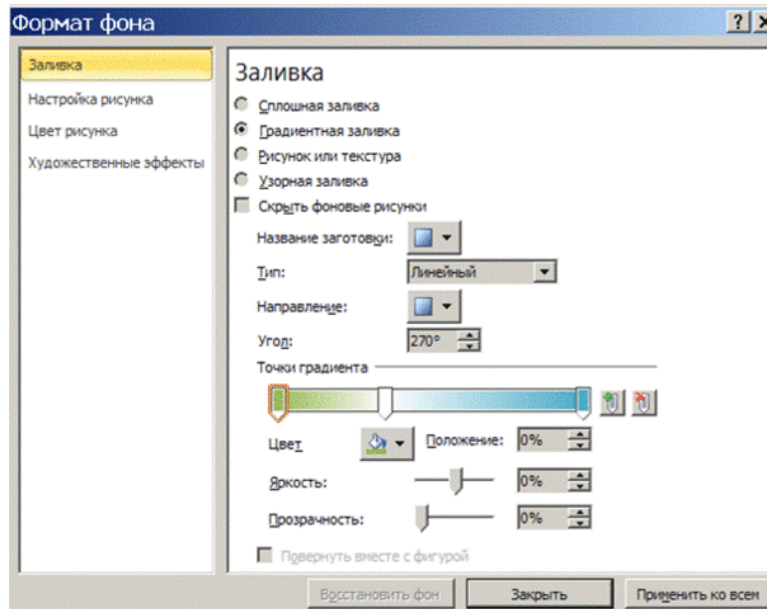 Формат фона
Заливка
Настройка рисунка
Цвет рисунка
Художественные эффекты
Заливка
Сплошная заливка
Градиентная заливка
Рисунок или текстура
Узорная заливка
Скрыть фоновые рисунки
Название заготовки:
Тип: Линейный
Направление:
Угол: 270°
Точки градиента
Цвет Положение: 0%
Яркость: 0%
Прозрачность: 0%
Повернуть вместе с фигурой
Восстановить фон Закрыть Применить ко всем